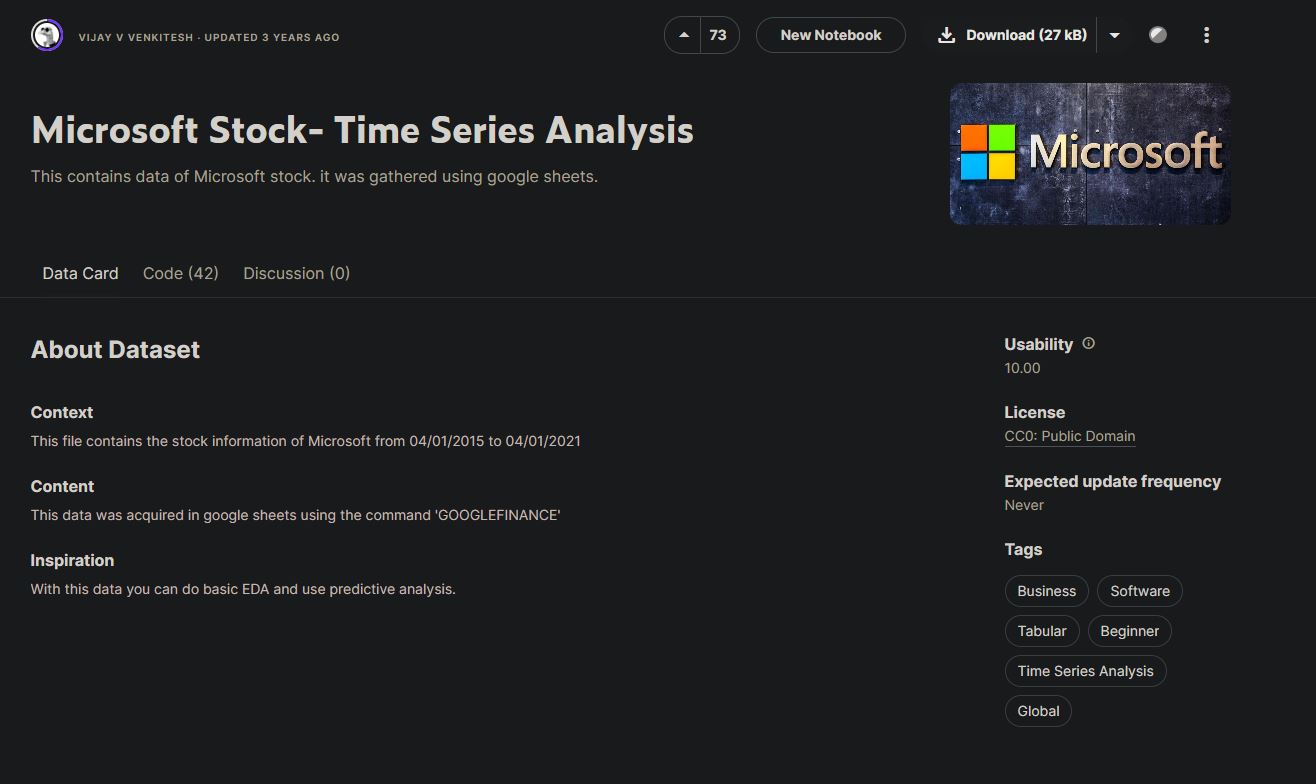 VIJAY V VENKITESH · UPDATED 3 YEARS AGO
73
New Notebook
Download (27 kB)
Microsoft Stock- Time Series Analysis
This contains data of Microsoft stock. it was gathered using google sheets.
Microsoft
Data Card
Code (42)
Discussion (0)
About Dataset
Context
This file contains the stock information of Microsoft from 04/01/2015 to 04/01/2021
Content
This data was acquired in google sheets using the command 'GOOGLEFINANCE'
Inspiration
With this data you can do basic EDA and use predictive analysis.
Usability
10.00
License
CC0: Public Domain
Expected update frequency
Never
Tags
Business
Software
Tabular
Beginner
Time Series Analysis
Global